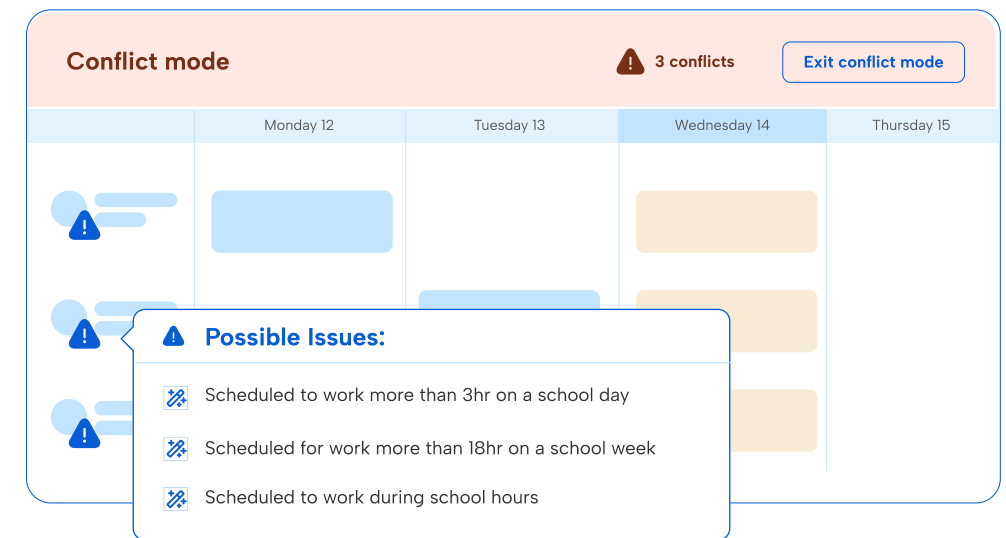 Conflict mode
3 conflicts
Exit conflict mode
Monday 12
Tuesday 13
Wednesday 14
Thursday 15
Possible Issues:
Scheduled to work more than 3hr on a school day
Scheduled for work more than 18hr on a school week
Scheduled to work during school hours